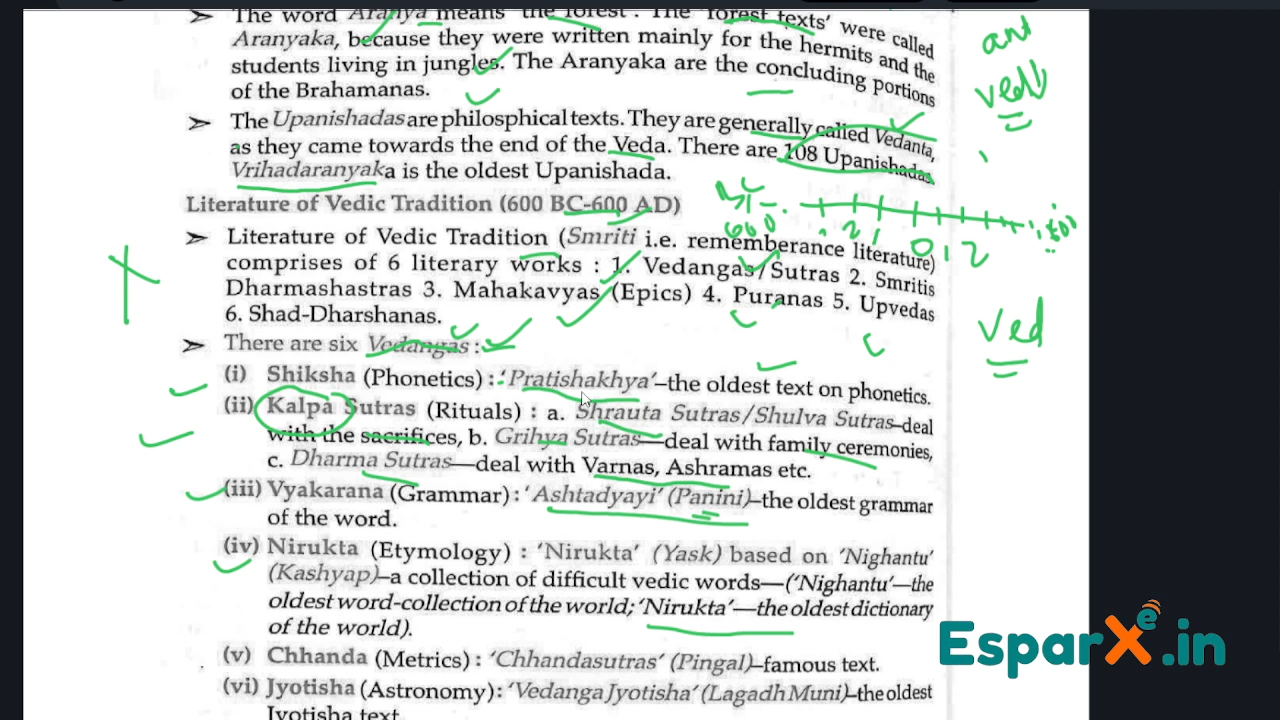 ➤ The word Aranya means 'the forest'. The 'forest texts' were called
Aranyaka, because they were written mainly for the hermits and the
students living in jungles. The Aranyaka are the concluding portions
of the Brahamanas.
➤ The Upanishadas are philosphical texts. They are generally called Vedanta,
as they came towards the end of the Veda. There are 108 Upanishadas.
Vrihadaranyaka is the oldest Upanishada.
Literature of Vedic Tradition (600 BC-600 AD)
➤ Literature of Vedic Tradition (Smriti i.e. rememberance literature)
comprises of 6 literary works : 1. Vedangas/Sutras 2. Smritis
Dharmashastras 3. Mahakavyas (Epics) 4. Puranas 5. Upvedas
6. Shad-Dharshanas.
➤ There are six Vedangas :
(i) Shiksha (Phonetics) : 'Pratishakhya'–the oldest text on phonetics.
(ii) Kalpa Sutras (Rituals) : a. Shrauta Sutras/Shulva Sutras–deal
with the sacrifices, b. Grihya Sutras—deal with family ceremonies,
c. Dharma Sutras—deal with Varnas, Ashramas etc.
(iii) Vyakarana (Grammar) : 'Ashtadyayi' (Panini)–the oldest grammar
of the word.
(iv) Nirukta (Etymology) : 'Nirukta' (Yask) based on 'Nighantu'
(Kashyap)–a collection of difficult vedic words—('Nighantu'—the
oldest word-collection of the world; 'Nirukta'—the oldest dictionary
of the world).
(v) Chhanda (Metrics) : 'Chhandasutras' (Pingal)–famous text.
(vi) Jyotisha (Astronomy) : 'Vedanga Jyotisha' (Lagadh Muni)–the oldest
Jyotisha text.
ant
ved
600
2 1 0 1 2
ved
EsparXe.in